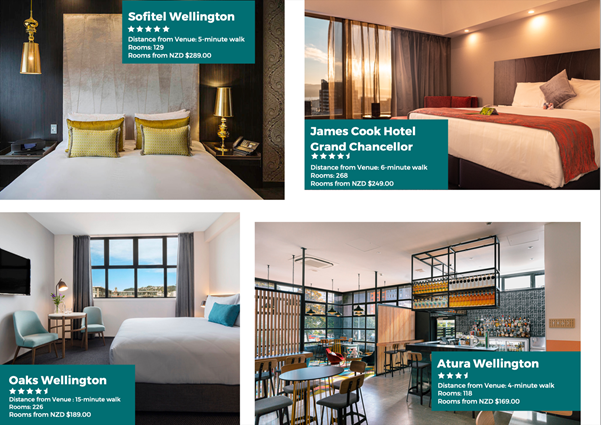 Sofitel Wellington
Distance from Venue: 5-minute walk
Rooms: 129
Rooms from NZD $289.00
James Cook Hotel
Grand Chancellor
Distance from Venue: 6-minute walk
Rooms: 268
Rooms from NZD $249.00
Oaks Wellington
Distance from Venue : 15-minute walk
Rooms: 226
Rooms from NZD $189.00
Atura Wellington
Distance from Venue: 4-minute walk
Rooms: 118
Rooms from NZD $169.00